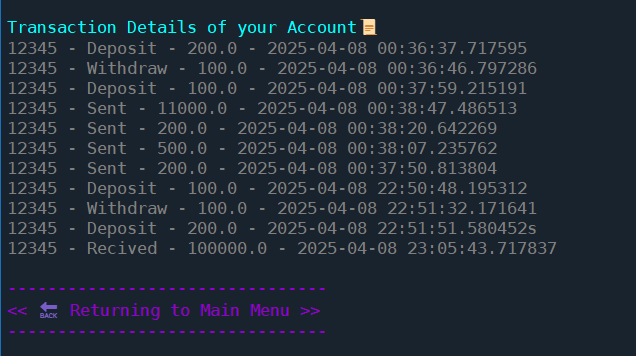 Transaction Details of your Account
12345 - Deposit - 200.0 - 2025-04-08 00:36:37.717595
12345 - Withdraw - 100.0 - 2025-04-08 00:36:46.797286
12345 - Deposit - 100.0 - 2025-04-08 00:37:59.215191
12345 - Sent - 11000.0 - 2025-04-08 00:38:47.486513
12345 - Sent - 200.0 - 2025-04-08 00:38:20.642269
12345 - Sent - 500.0 - 2025-04-08 00:38:07.235762
12345 - Sent - 200.0 - 2025-04-08 00:37:50.813804
12345 - Deposit - 100.0 - 2025-04-08 22:50:48.195312
12345 - Withdraw - 100.0 - 2025-04-08 22:51:32.171641
12345 - Deposit - 200.0 - 2025-04-08 22:51:51.580452s
12345 - Recived - 100000.0 - 2025-04-08 23:05:43.717837
--------------------------------
<< BACK Returning to Main Menu >>
--------------------------------